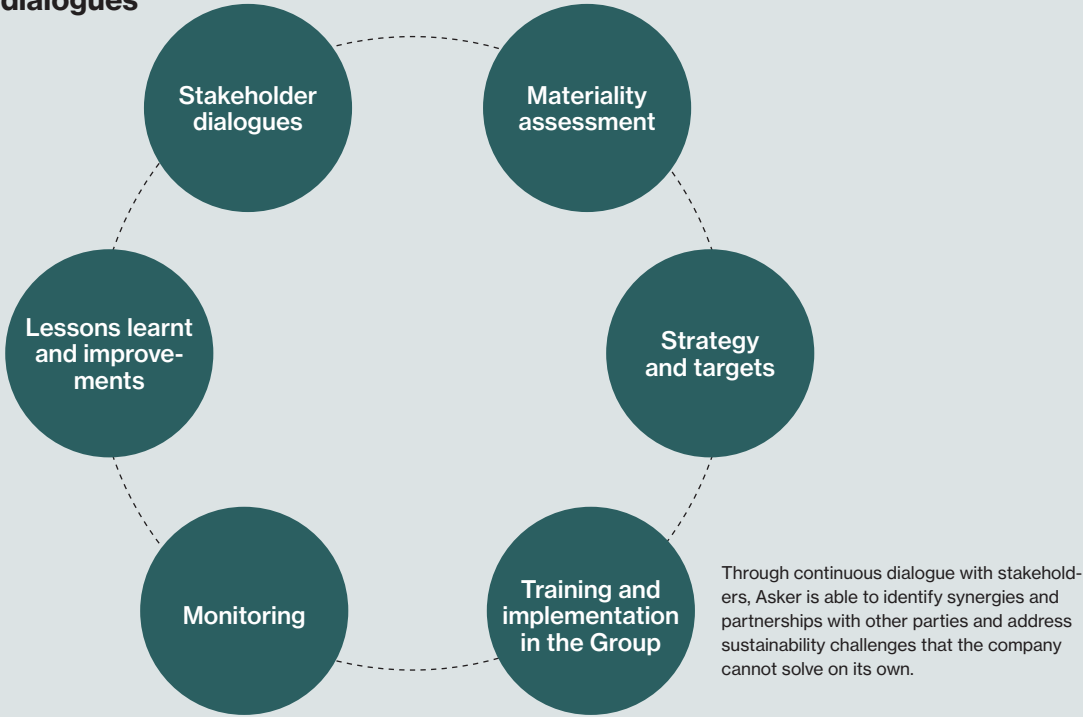 dialogues
Stakeholder
dialogues
Materiality
assessment
Strategy
and targets
Training and
implementation
in the Group
Monitoring
Lessons learnt
and improve-
ments
Through continuous dialogue with stakehold-
ers, Asker is able to identify synergies and
partnerships with other parties and address
sustainability challenges that the company
cannot solve on its own.